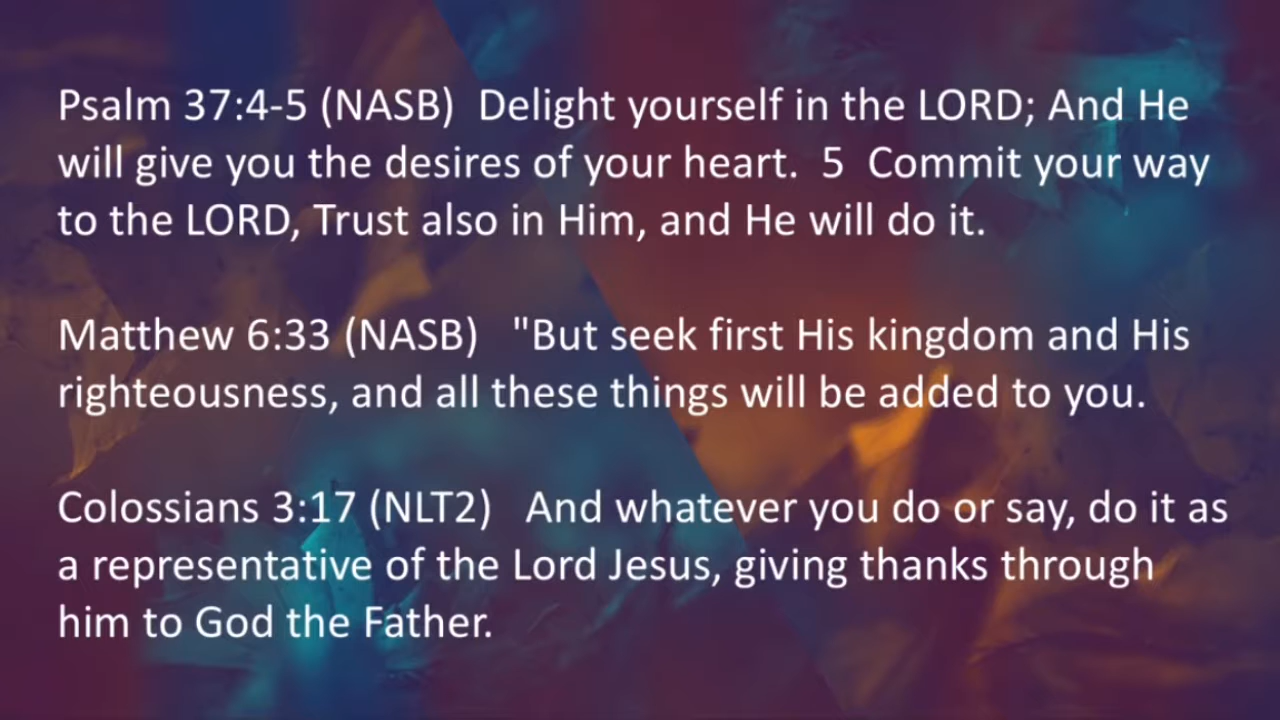 Psalm 37:4-5 (NASB)  Delight yourself in the LORD; And He
will give you the desires of your heart.  5  Commit your way
to the LORD, Trust also in Him, and He will do it.
Matthew 6:33 (NASB)   "But seek first His kingdom and His
righteousness, and all these things will be added to you.
Colossians 3:17 (NLT2)   And whatever you do or say, do it as
a representative of the Lord Jesus, giving thanks through
him to God the Father.